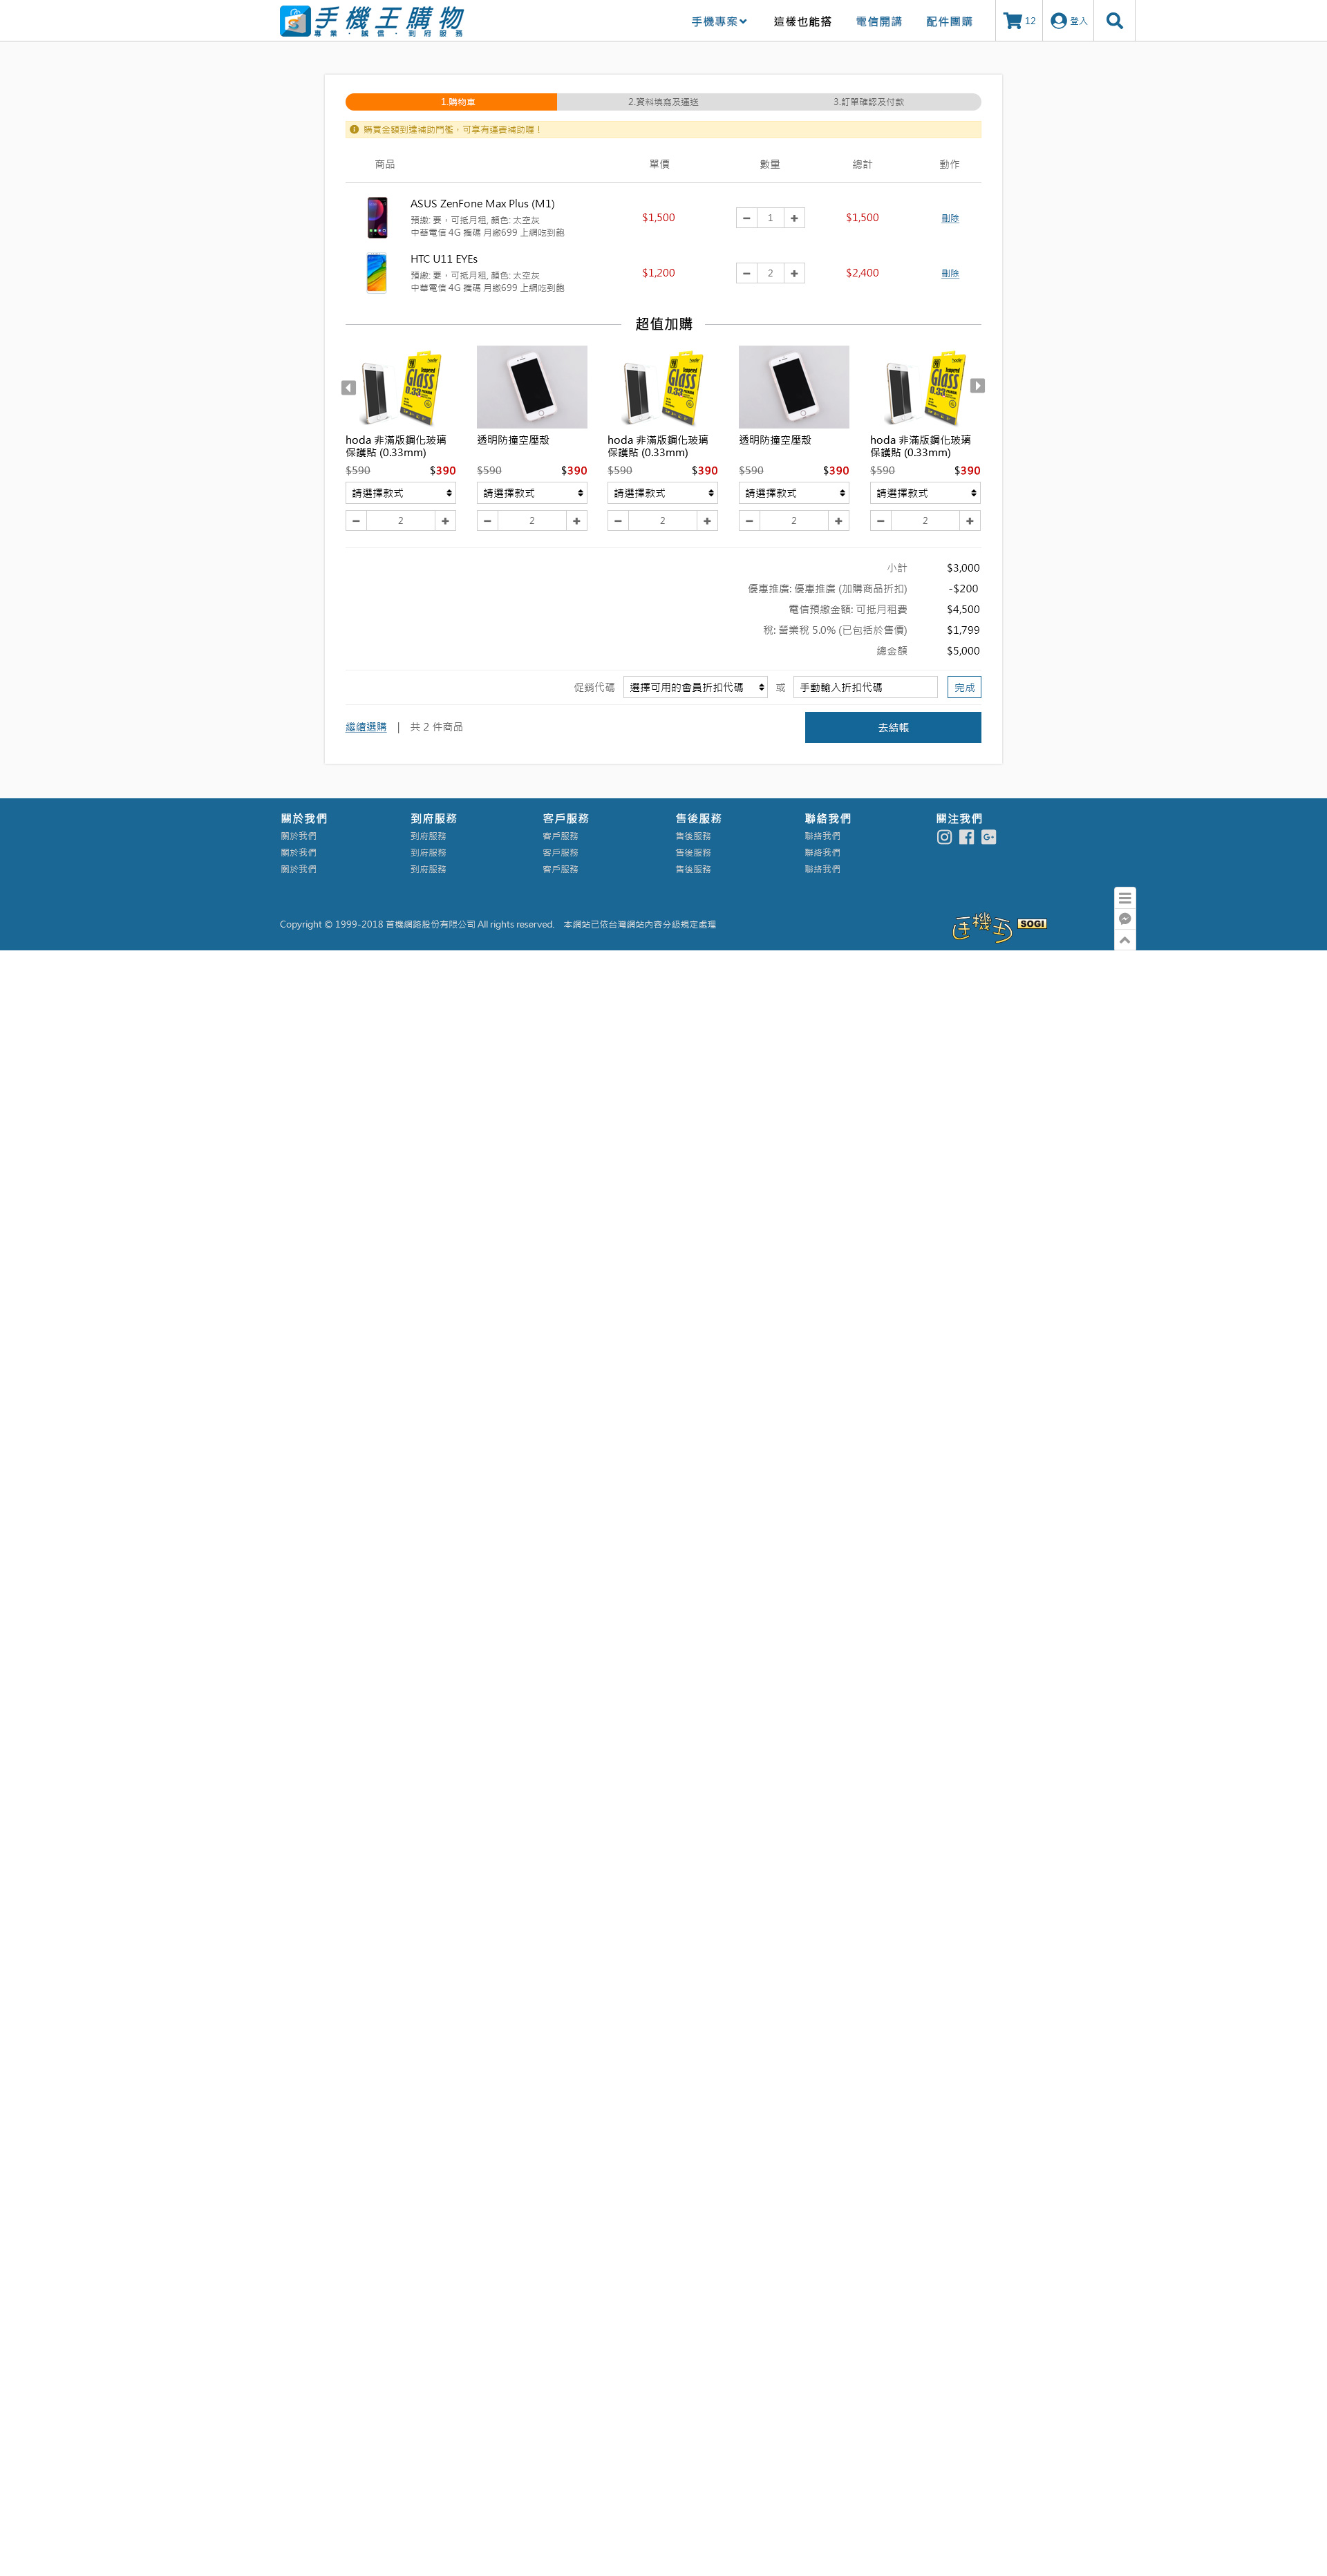 手機王購物
專業・誠信・到府服務
手機專案 這樣也能搭 電信開講 配件團購 12 登入
1.購物車 2.資料填寫及運送 3.訂單確認及付款
購買金額到達補助門檻，可享有運費補助喔！
商品 單價 數量 總計 動作
ASUS ZenFone Max Plus (M1)
預繳: 要，可抵月租, 顏色: 太空灰
中華電信 4G 攜碼 月繳699 上網吃到飽
$1,500 1 $1,500 刪除
HTC U11 EYEs
預繳: 要，可抵月租, 顏色: 太空灰
中華電信 4G 攜碼 月繳699 上網吃到飽
$1,200 2 $2,400 刪除
超值加購
hoda 非滿版鋼化玻璃
保護貼 (0.33mm)
$590 $390
請選擇款式
2
透明防撞空壓殼
$590 $390
請選擇款式
2
hoda 非滿版鋼化玻璃
保護貼 (0.33mm)
$590 $390
請選擇款式
2
透明防撞空壓殼
$590 $390
請選擇款式
2
hoda 非滿版鋼化玻璃
保護貼 (0.33mm)
$590 $390
請選擇款式
2
小計 $3,000
優惠推廣: 優惠推廣 (加購商品折扣) -$200
電信預繳金額: 可抵月租費 $4,500
稅: 營業稅 5.0% (已包括於售價) $1,799
總金額 $5,000
促銷代碼 選擇可用的會員折扣代碼 或 手動輸入折扣代碼 完成
繼續選購 | 共 2 件商品 去結帳
關於我們 到府服務 客戶服務 售後服務 聯絡我們 關注我們
關於我們 到府服務 客戶服務 售後服務 聯絡我們
關於我們 到府服務 客戶服務 售後服務 聯絡我們
關於我們 到府服務 客戶服務 售後服務 聯絡我們
Copyright © 1999-2018 首機網路股份有限公司 All rights reserved. 本網站已依台灣網站內容分級規定處理
手機王 SOGI